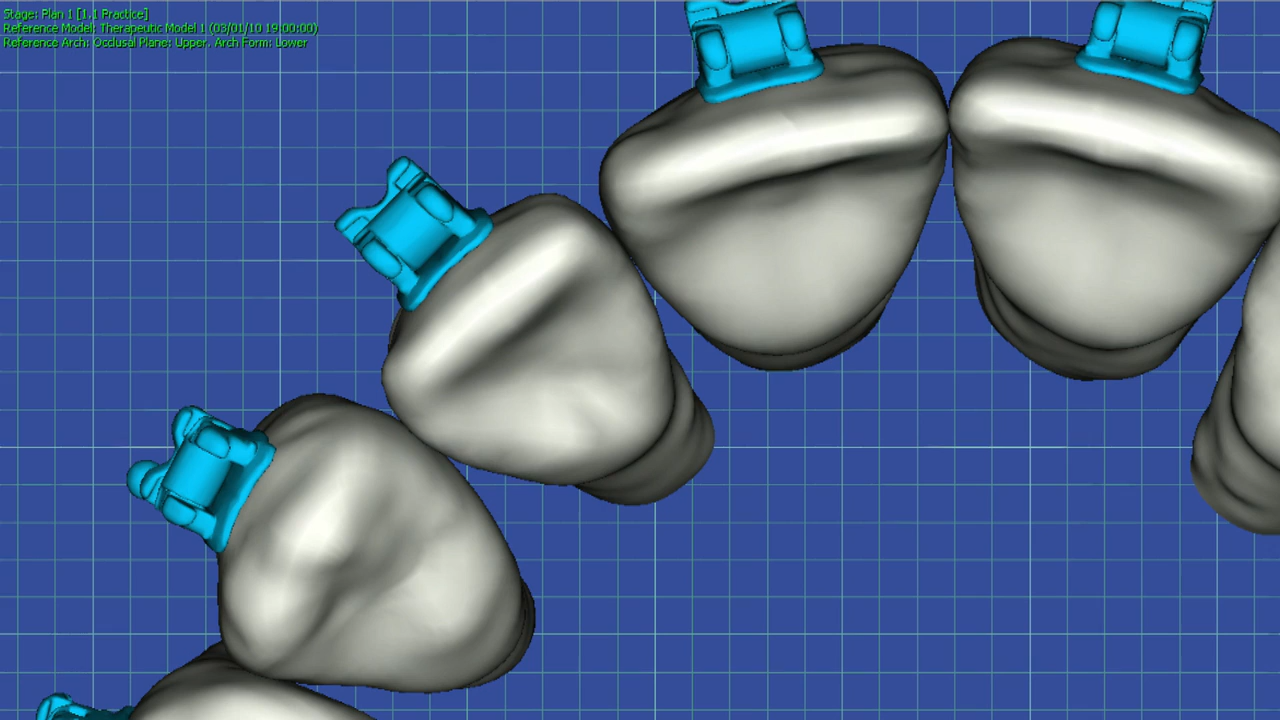 Stage: Plan 1 [1.1 Practice]
Reference Model: Therapeutic Model 1 (03/01/10 19:00:00)
Reference Arch: Occlusal Plane: Upper, Arch Form: Lower